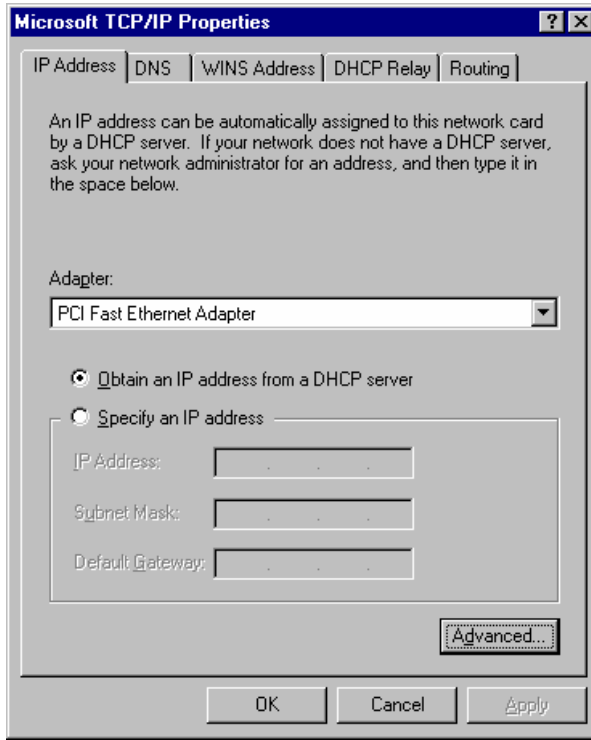 Microsoft TCP/IP Properties
IP Address DNS WINS Address DHCP Relay Routing
An IP address can be automatically assigned to this network card
by a DHCP server. If your network does not have a DHCP server,
ask your network administrator for an address, and then type it in
the space below.
Adapter:
PCI Fast Ethernet Adapter
Obtain an IP address from a DHCP server
Specify an IP address
IP Address:
Subnet Mask:
Default Gateway:
Advanced...
OK Cancel Apply